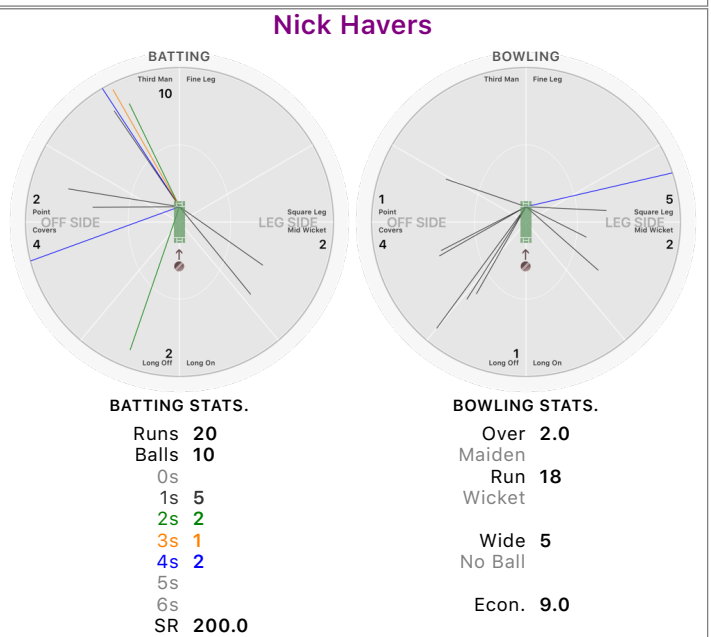 Nick Havers
BATTING
Third Man Fine Leg
10
2
Point
OFF SIDE
Covers
4
LEG SIDE
Square Leg
Mid Wicket
2
2
Long Off Long On
BOWLING
Third Man Fine Leg
1
Point
OFF SIDE
Covers
4
5
Square Leg
LEG SIDE
Mid Wicket
2
1
Long Off Long On
BATTING STATS.
Runs 20
Balls 10
0s
1s 5
2s 2
3s 1
4s 2
5s
6s
SR 200.0
BOWLING STATS.
Over 2.0
Maiden
Run 18
Wicket
Wide 5
No Ball
Econ. 9.0